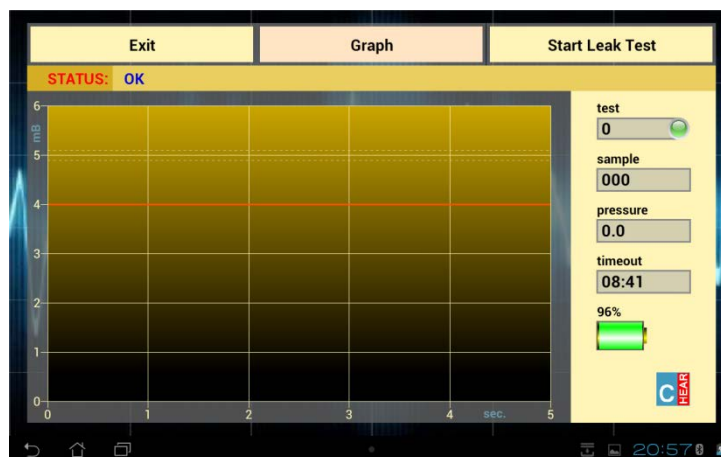 Exit Graph Start Leak Test
STATUS: OK
test
0
sample
000
pressure
0.0
timeout
08:41
96%
C HEAR
6
mB
5
4
3
2
1
0
0 1 2 3 4 sec. 5
20:57